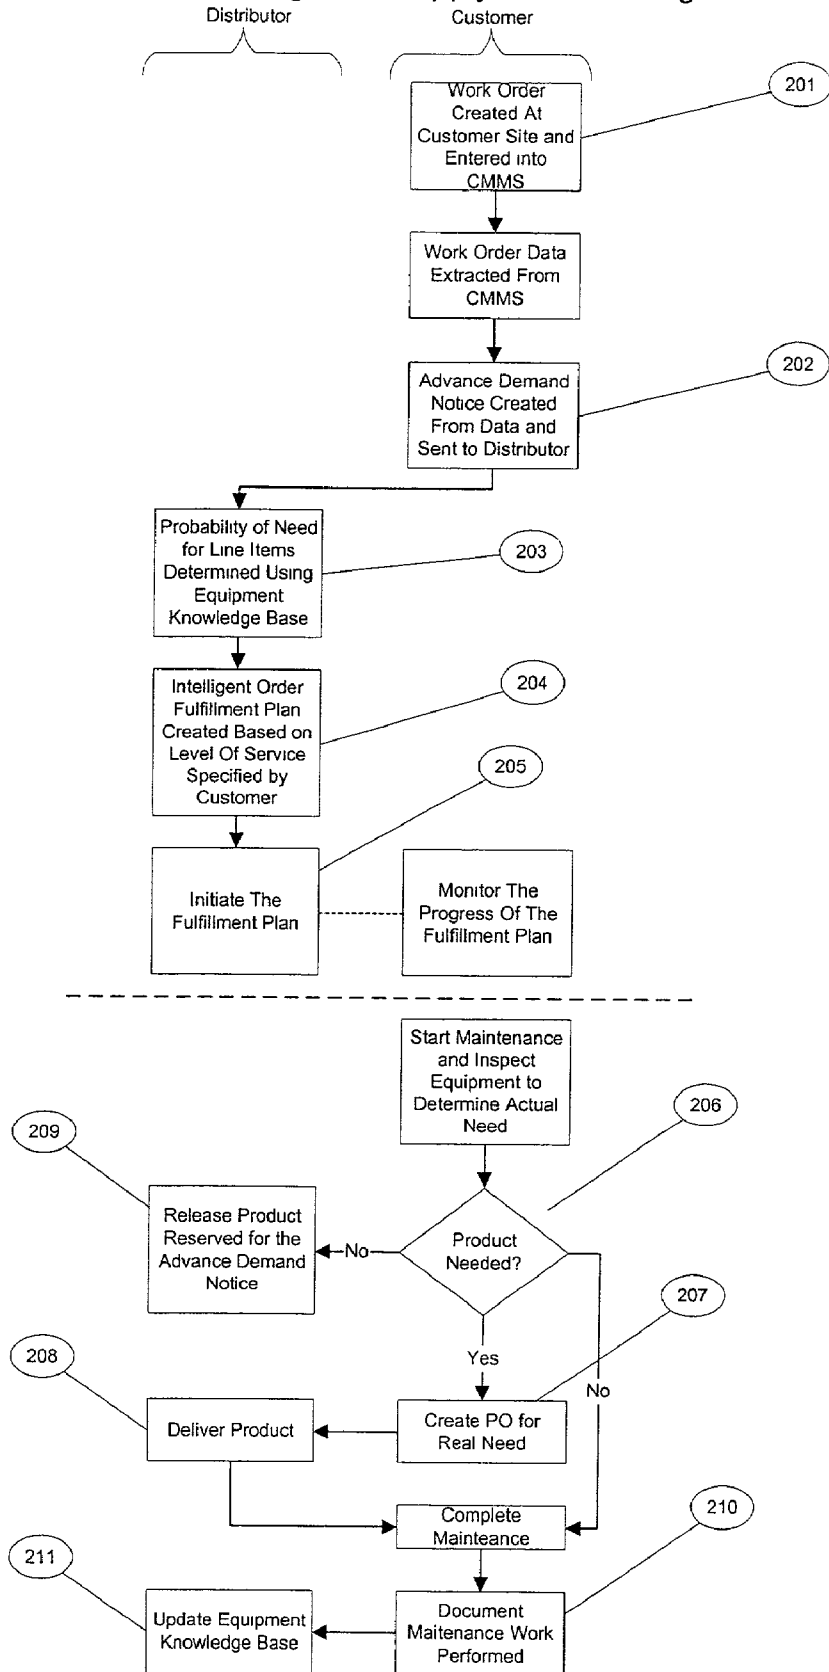 Distributor
Customer
Work Order
Created At
Customer Site and
Entered into
CMMS
201
Work Order Data
Extracted From
CMMS
202
Advance Demand
Notice Created
From Data and
Sent to Distributor
Probability of Need
for Line Items
Determined Using
Equipment
Knowledge Base
203
Intelligent Order
Fulfillment Plan
Created Based on
Level Of Service
Specified by
Customer
204
205
Initiate The
Fulfillment Plan
Monitor The
Progress Of The
Fulfillment Plan
Start Maintenance
and Inspect
Equipment to
Determine Actual
Need
206
209
Release Product
Reserved for the
Advance Demand
Notice
No
Product
Needed?
207
Yes
No
208
Deliver Product
Create PO for
Real Need
Complete
Mainteance
210
211
Update Equipment
Knowledge Base
Document
Maitenance Work
Performed